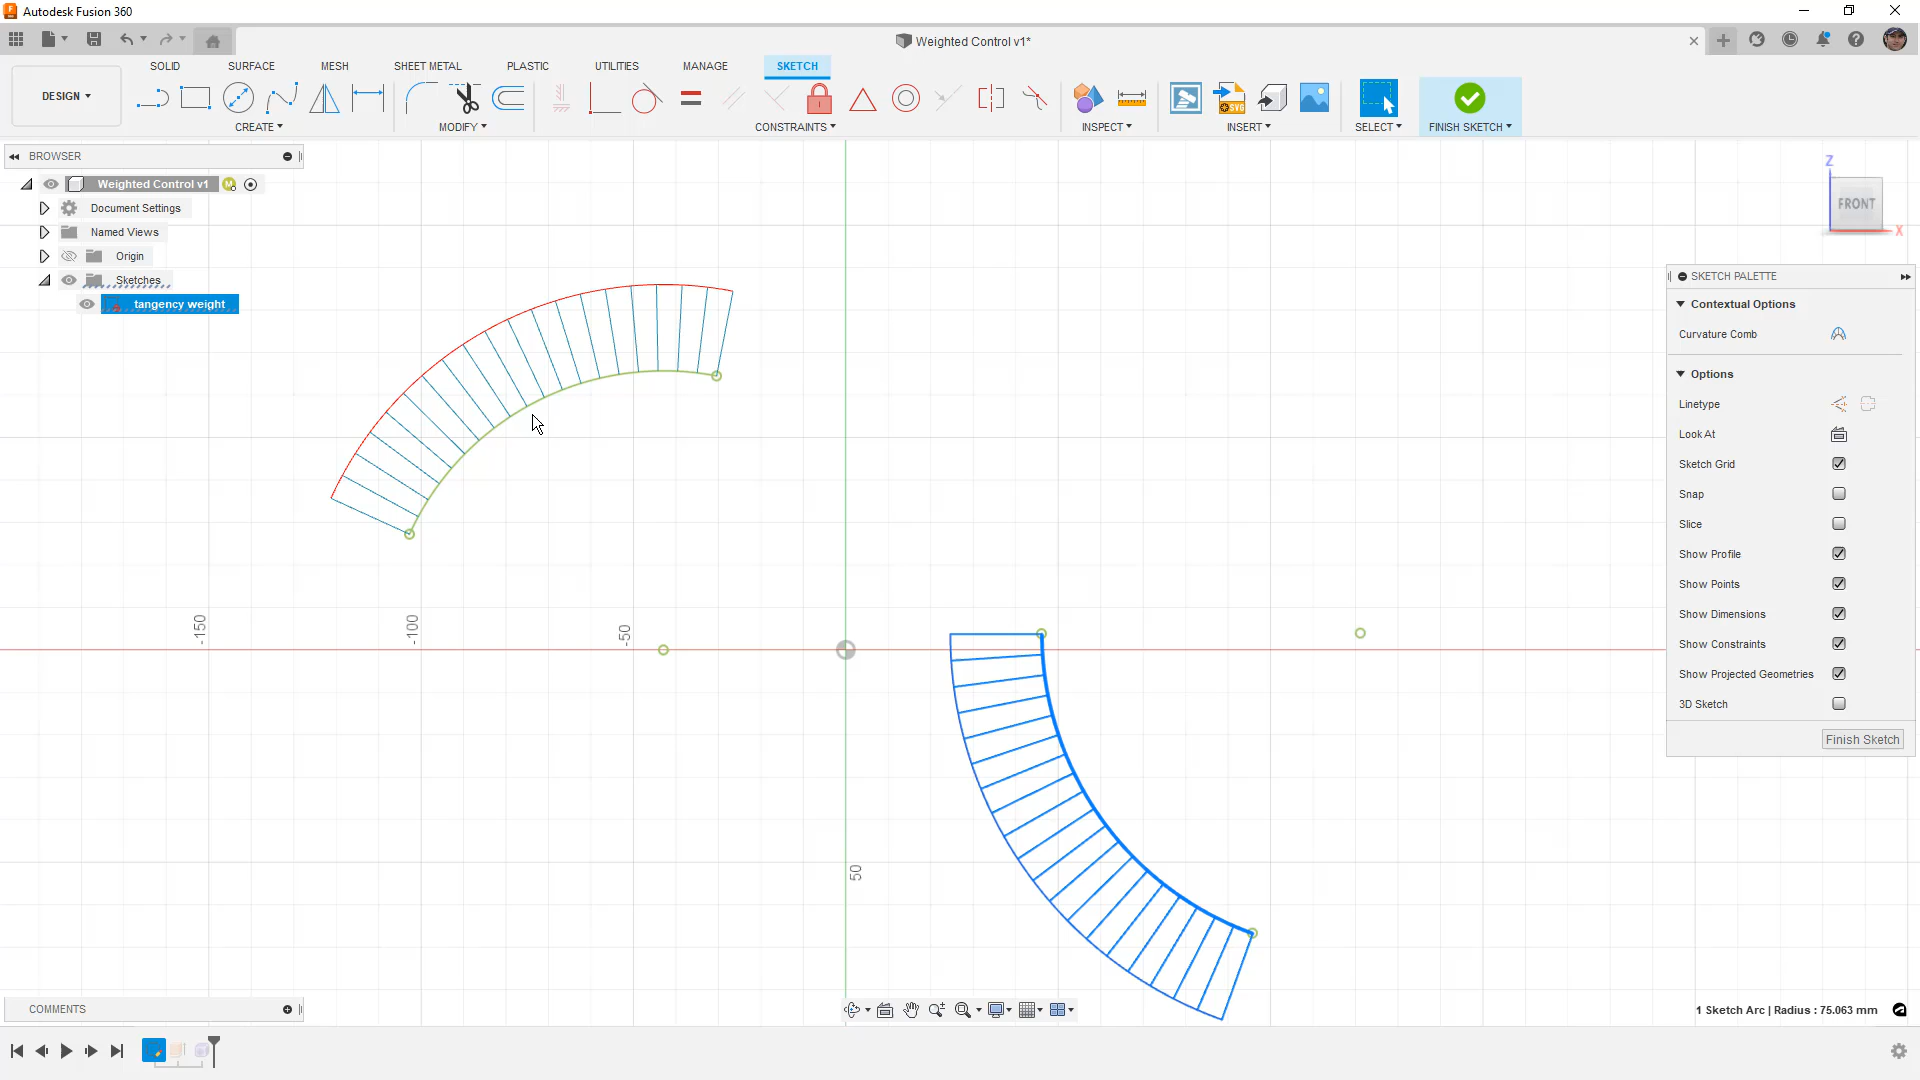 Autodesk Fusion 360
Weighted Control v1*
DESIGN
SOLID
SURFACE
MESH
SHEET METAL
PLASTIC
UTILITIES
MANAGE
SKETCH
CREATE
MODIFY
CONSTRAINTS
INSPECT
INSERT
SELECT
FINISH SKETCH
SVG
BROWSER
Weighted Control v1
Document Settings
Named Views
Origin
Sketches
tangency weight
-150
-100
-50
50
Z
FRONT
X
SKETCH PALETTE
Contextual Options
Curvature Comb
Options
Linetype
Look At
Sketch Grid
Snap
Slice
Show Profile
Show Points
Show Dimensions
Show Constraints
Show Projected Geometries
3D Sketch
Finish Sketch
COMMENTS
1 Sketch Arc | Radius : 75.063 mm